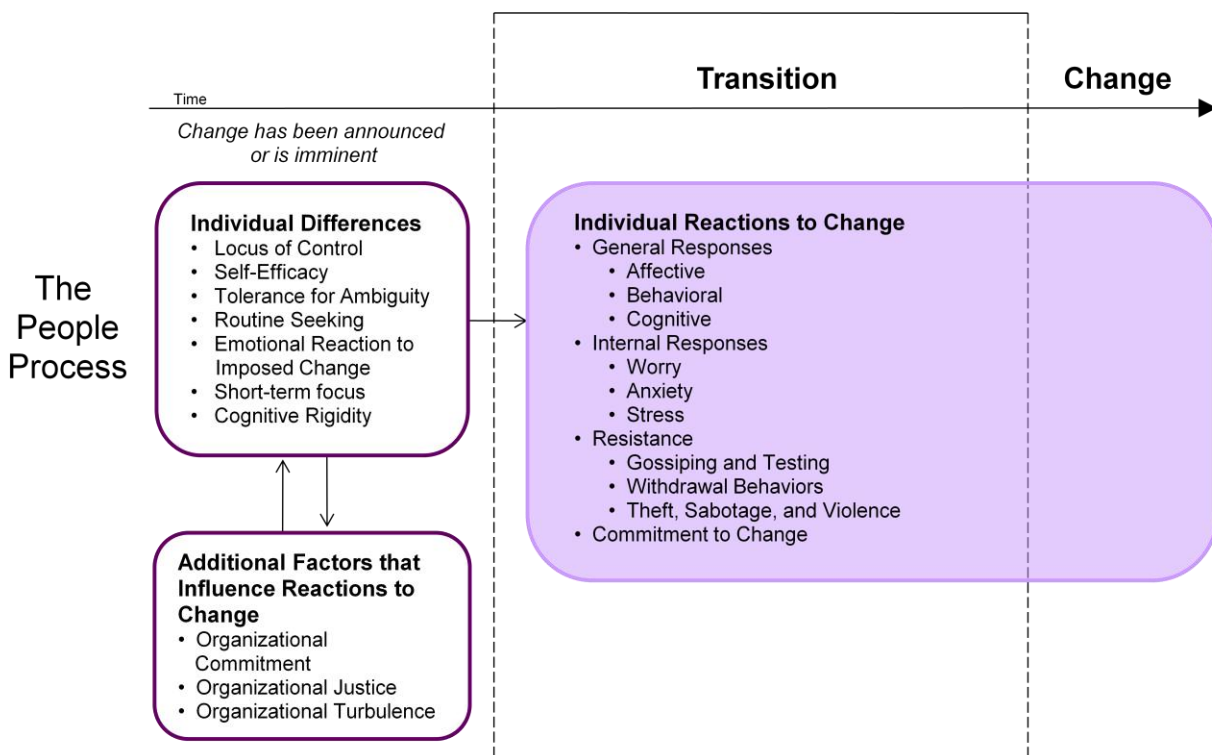 Transition
Change
Time
Change has been announced
or is imminent
The
People
Process
Individual Differences
• Locus of Control
• Self-Efficacy
• Tolerance for Ambiguity
• Routine Seeking
• Emotional Reaction to
Imposed Change
• Short-term focus
• Cognitive Rigidity
Additional Factors that
Influence Reactions to
Change
• Organizational
Commitment
• Organizational Justice
• Organizational Turbulence
Individual Reactions to Change
• General Responses
• Affective
• Behavioral
• Cognitive
• Internal Responses
• Worry
• Anxiety
• Stress
• Resistance
• Gossiping and Testing
• Withdrawal Behaviors
• Theft, Sabotage, and Violence
• Commitment to Change